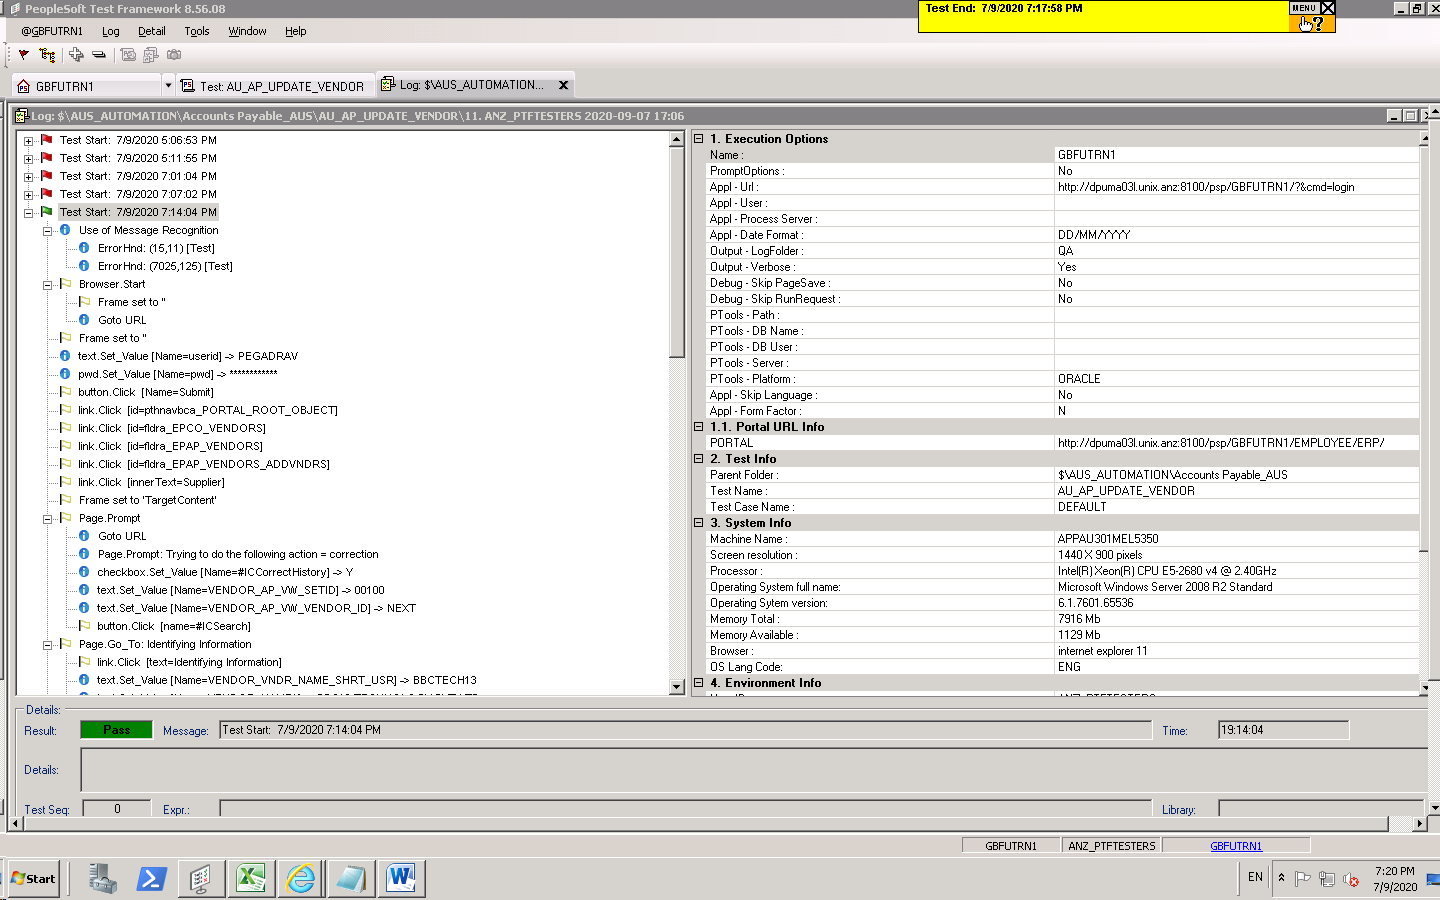 PeopleSoft Test Framework 8.56.08
Test End:  7/9/2020 7:17:58 PM
MENU
@GBFUTRN1 Log Detail Tools Window Help
GBFUTRN1
Test: AU_AP_UPDATE_VENDOR
Log: $\AUS_AUTOMATION...
Log: $\AUS_AUTOMATION\Accounts Payable_AUS\AU_AP_UPDATE_VENDOR\11. ANZ_PTFTESTERS 2020-09-07 17:06
Test Start:  7/9/2020 5:06:53 PM
Test Start:  7/9/2020 5:11:55 PM
Test Start:  7/9/2020 7:01:04 PM
Test Start:  7/9/2020 7:07:02 PM
Test Start:  7/9/2020 7:14:04 PM
Use of Message Recognition
ErrorHnd: (15,11) [Test]
ErrorHnd: (7025,125) [Test]
Browser.Start
Frame set to ''
Goto URL
Frame set to ''
text.Set_Value [Name=userid] -> PEGADRAV
pwd.Set_Value [Name=pwd] -> ************
button.Click  [Name=Submit]
link.Click  [id=pthnavbca_PORTAL_ROOT_OBJECT]
link.Click  [id=fldra_EPCO_VENDORS]
link.Click  [id=fldra_EPAP_VENDORS]
link.Click  [id=fldra_EPAP_VENDORS_ADDVNDRS]
link.Click  [innerText=Supplier]
Frame set to 'TargetContent'
Page.Prompt
Goto URL
Page.Prompt: Trying to do the following action = correction
checkbox.Set_Value [Name=#ICCorrectHistory] -> Y
text.Set_Value [Name=VENDOR_AP_VW_SETID] -> 00100
text.Set_Value [Name=VENDOR_AP_VW_VENDOR_ID] -> NEXT
button.Click  [name=#ICSearch]
Page.Go_To: Identifying Information
link.Click  [text=Identifying Information]
text.Set_Value [Name=VENDOR_VNDR_NAME_SHRT_USR] -> BBCTECH13
1. Execution Options
Name : GBFUTRN1
PromptOptions : No
Appl - Url : http://dpuma03l.unix.anz:8100/psp/GBFUTRN1/?&cmd=login
Appl - User :
Appl - Process Server :
Appl - Date Format : DD/MM/YYYY
Output - LogFolder : QA
Output - Verbose : Yes
Debug - Skip PageSave : No
Debug - Skip RunRequest : No
PTools - Path :
PTools - DB Name :
PTools - DB User :
PTools - Server :
PTools - Platform : ORACLE
Appl - Skip Language : No
Appl - Form Factor : N
1.1. Portal URL Info
PORTAL http://dpuma03l.unix.anz:8100/psp/GBFUTRN1/EMPLOYEE/ERP/
2. Test Info
Parent Folder : $\AUS_AUTOMATION\Accounts Payable_AUS
Test Name : AU_AP_UPDATE_VENDOR
Test Case Name : DEFAULT
3. System Info
Machine Name : APPAU301MEL5350
Screen resolution : 1440 X 900 pixels
Processor : Intel(R) Xeon(R) CPU E5-2680 v4 @ 2.40GHz
Operating System full name: Microsoft Windows Server 2008 R2 Standard
Operating Sytem version: 6.1.7601.65536
Memory Total : 7916 Mb
Memory Available : 1129 Mb
Browser : internet explorer 11
OS Lang Code: ENG
4. Environment Info
Details:
Result: Pass Message: Test Start:  7/9/2020 7:14:04 PM Time: 19:14:04
Details:
Test Seq: 0 Expr.: Library:
GBFUTRN1 ANZ_PTFTESTERS GBFUTRN1
Start
EN
7:20 PM
7/9/2020